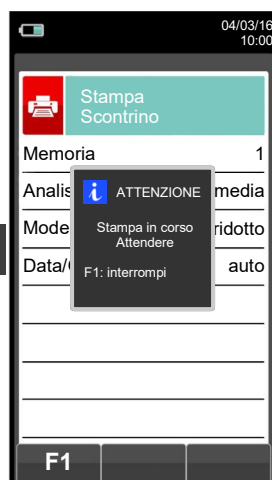 04/03/16
10:00
Stampa
Scontrino
Memoria 1
Analis media
Mode ridotto
Data/ auto
i ATTENZIONE
Stampa in corso
Attendere
F1: interrompi
F1